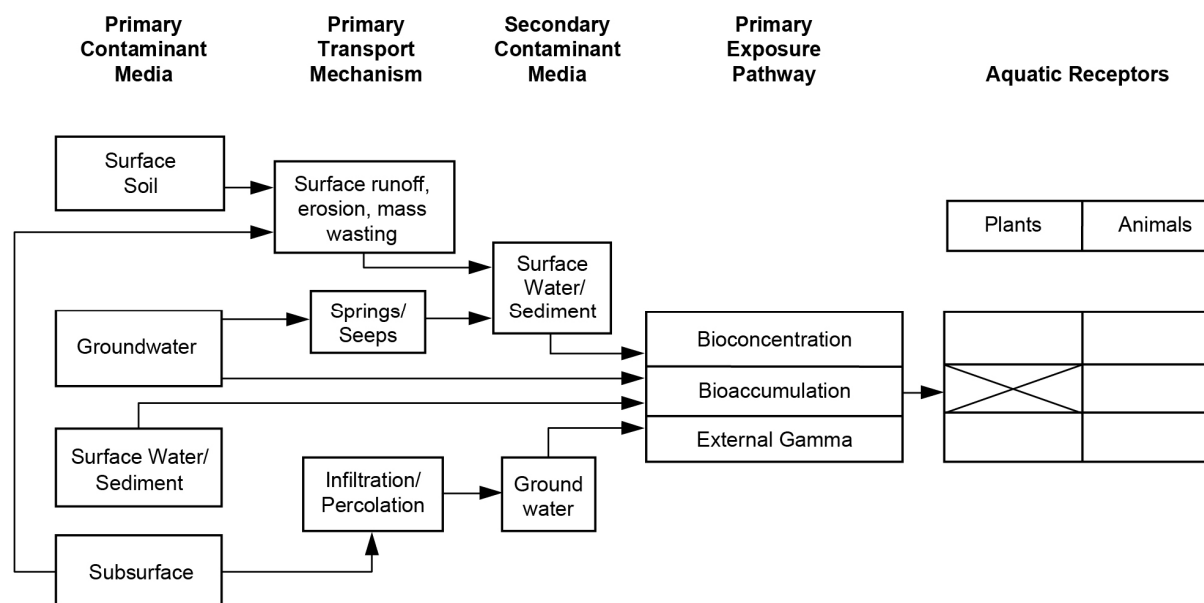 Primary
Contaminant
Media
Primary
Transport
Mechanism
Secondary
Contaminant
Media
Primary
Exposure
Pathway
Aquatic Receptors
Surface
Soil
Surface runoff,
erosion, mass
wasting
Plants
Animals
Surface
Water/
Sediment
Springs/
Seeps
Groundwater
Bioconcentration
Bioaccumulation
External Gamma
Surface Water/
Sediment
Infiltration/
Percolation
Ground
water
Subsurface